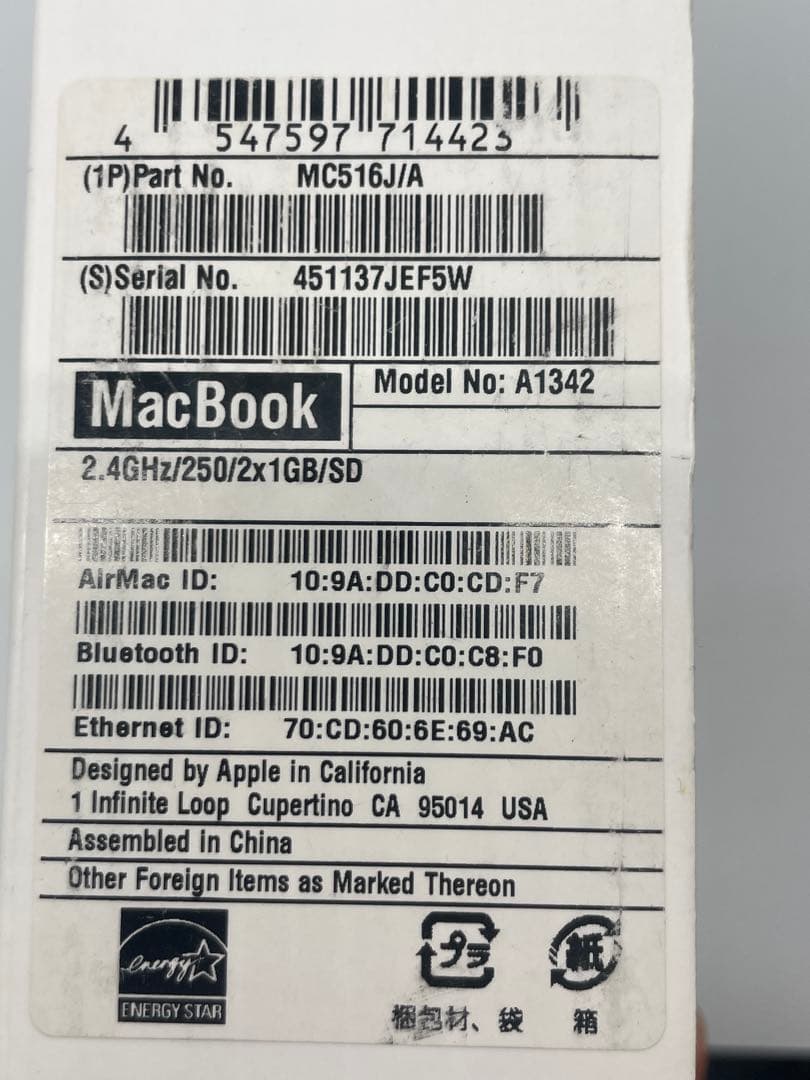 4 547597 714423
(1P)Part No. MC516J/A
(S)Serial No. 451137JEF5W
MacBook
Model No: A1342
2.4GHz/250/2x1GB/SD
AirMac ID: 10:9A:DD:C0:CD:F7
Bluetooth ID: 10:9A:DD:C0:C8:F0
Ethernet ID: 70:CD:60:6E:69:AC
Designed by Apple in California
1 Infinite Loop Cupertino CA 95014 USA
Assembled in China
Other Foreign Items as Marked Thereon
energy
ENERGY STAR
プラ
紙
梱包材、袋
箱